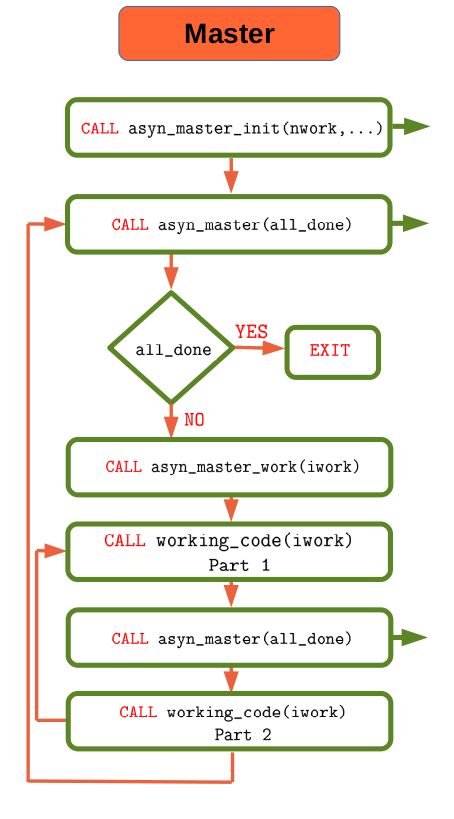 Master
CALL asyn_master_init(nwork,...)
CALL asyn_master(all_done)
all_done
YES
EXIT
NO
CALL asyn_master_work(iwork)
CALL working_code(iwork)
Part 1
CALL asyn_master(all_done)
CALL working_code(iwork)
Part 2